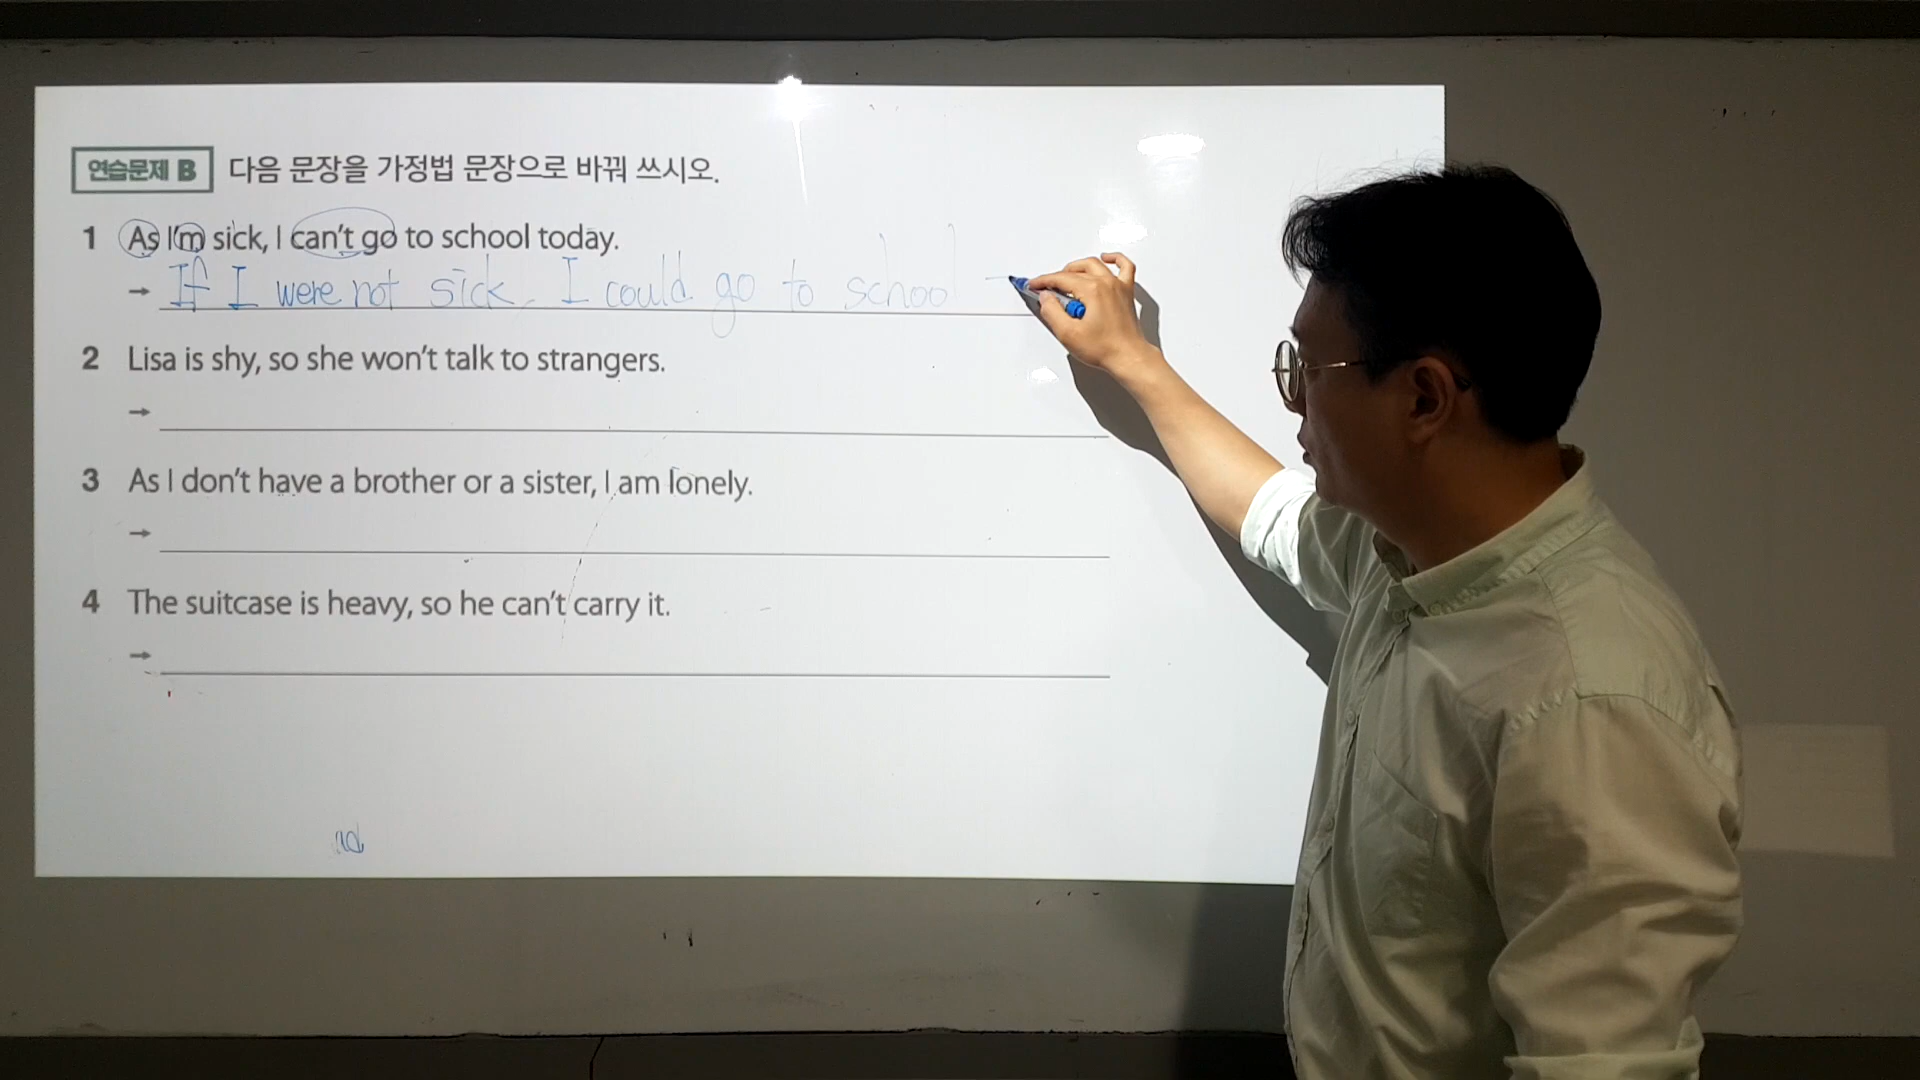 연습문제 B 다음 문장을 가정법 문장으로 바꿔 쓰시오.
1 As I'm sick, I can't go to school today.
→ If I were not sick, I could go to school
2 Lisa is shy, so she won't talk to strangers.
→
3 As I don't have a brother or a sister, I am lonely.
→
4 The suitcase is heavy, so he can't carry it.
→